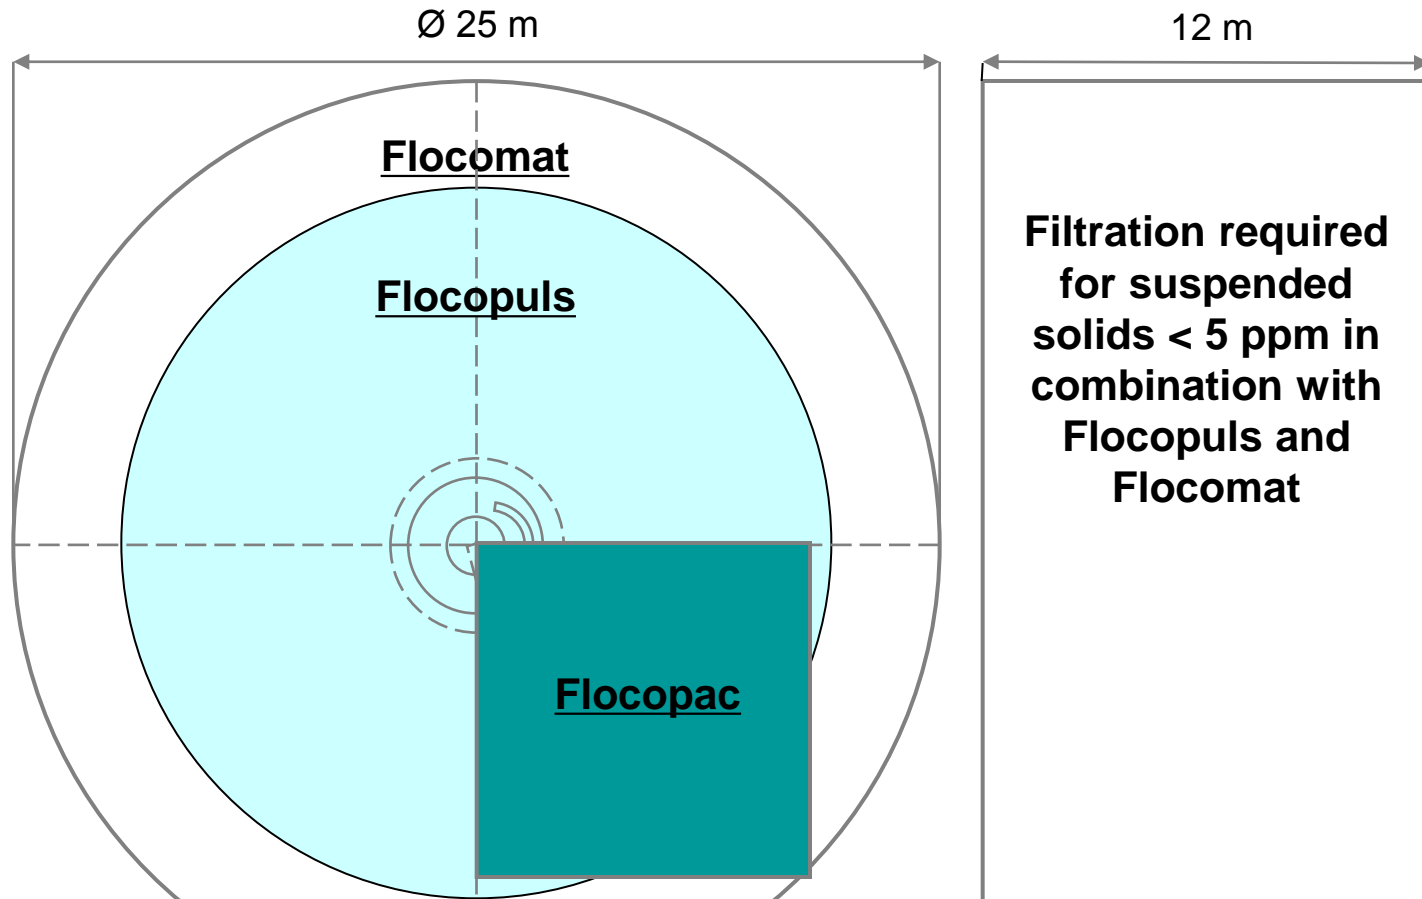 Ø 25 m
12 m
Flocomat
Flocopuls
Filtration required
for suspended
solids < 5 ppm in
combination with
Flocopuls and
Flocomat
Flocopac